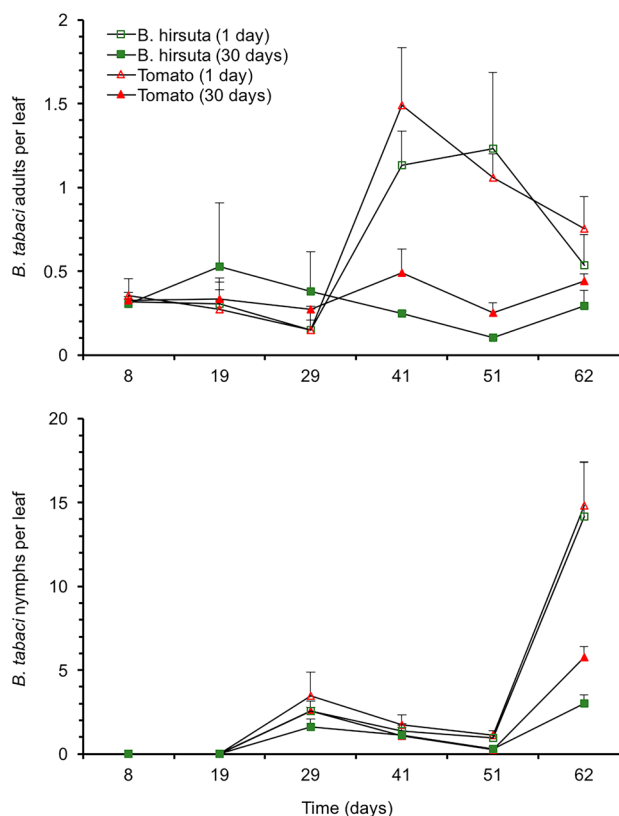 2
B. hirsuta (1 day)
B. hirsuta (30 days)
Tomato (1 day)
Tomato (30 days)
1.5
1
0.5
0
B. tabaci adults per leaf
8 19 29 41 51 62
20
15
10
5
0
B. tabaci nymphs per leaf
8 19 29 41 51 62
Time (days)